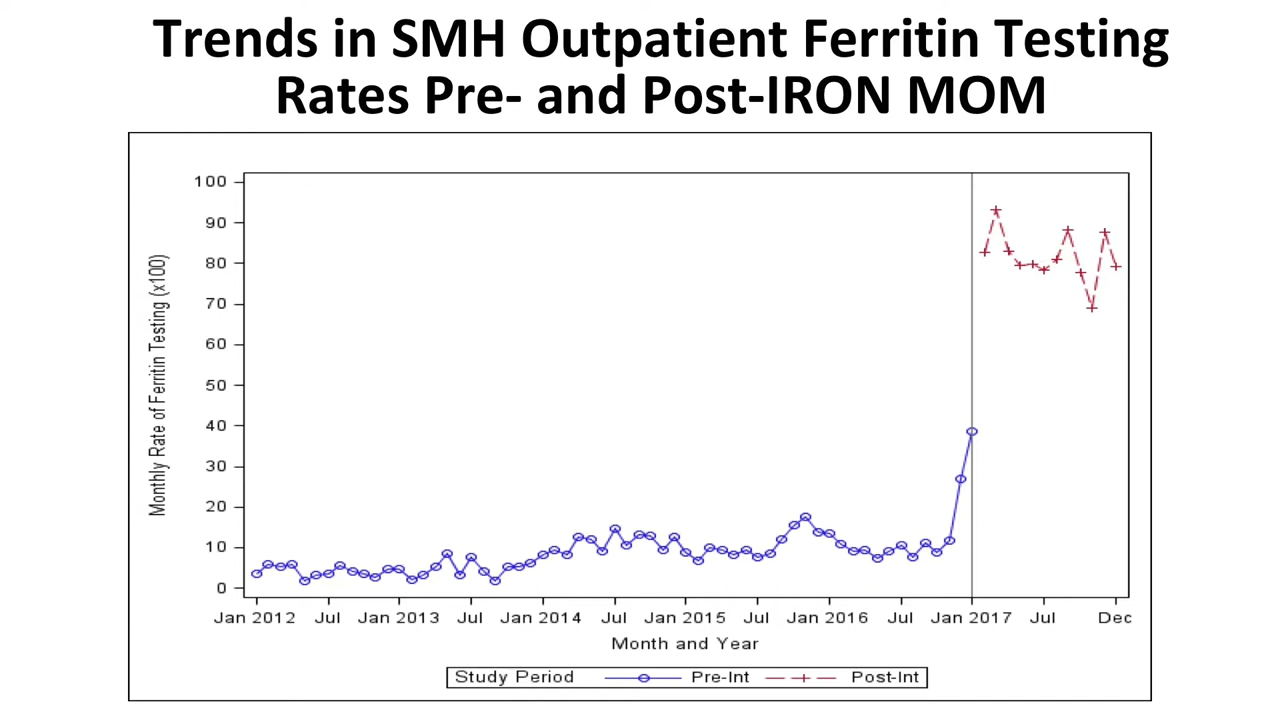 Trends in SMH Outpatient Ferritin Testing
Rates Pre- and Post-IRON MOM
Monthly Rate of Ferritin Testing (x100)
100
90
80
70
60
50
40
30
20
10
0
Jan 2012 Jul Jan 2013 Jul Jan 2014 Jul Jan 2015 Jul Jan 2016 Jul Jan 2017 Jul Dec
Month and Year
Study Period Pre-Int Post-Int